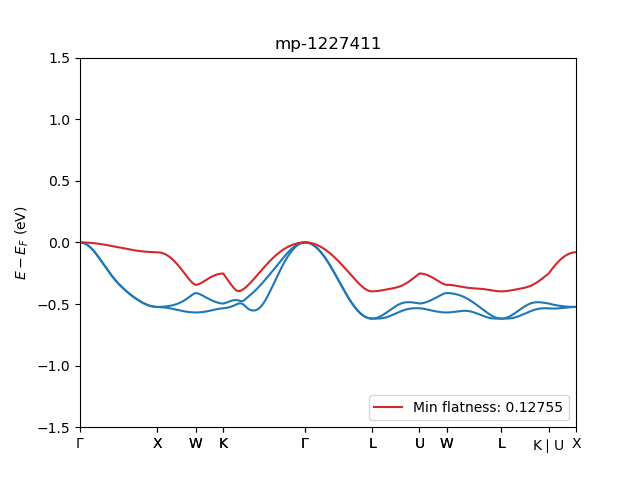 mp-1227411
1.5
1.0
0.5
0.0
−0.5
−1.0
−1.5
E − E_F (eV)
Min flatness: 0.12755
Γ X W K Γ L U W L K | U X